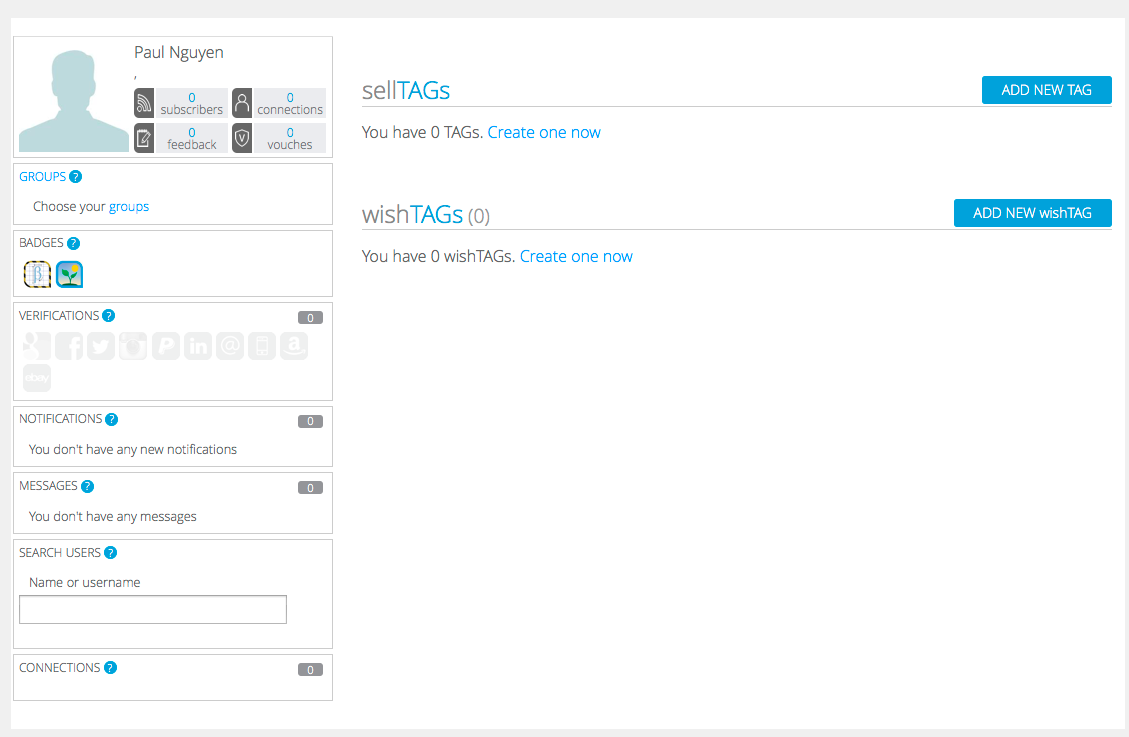 Paul Nguyen
,
0 subscribers
0 connections
0 feedback
V
0 vouches
GROUPS ?
Choose your groups
BADGES ?
β
VERIFICATIONS ?
0
f
P
in
@
a
ebay
NOTIFICATIONS ?
0
You don't have any new notifications
MESSAGES ?
0
You don't have any messages
SEARCH USERS ?
Name or username
CONNECTIONS ?
0
sellTAGs
ADD NEW TAG
You have 0 TAGs. Create one now
wishTAGs (0)
ADD NEW wishTAG
You have 0 wishTAGs. Create one now